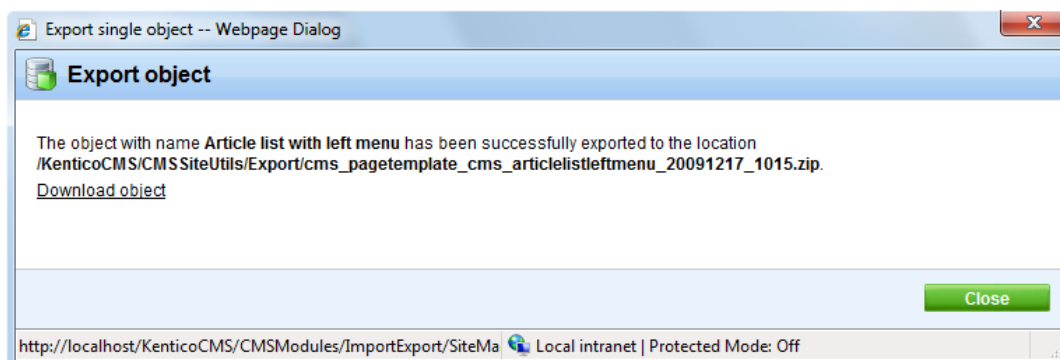 Export single object -- Webpage Dialog
Export object
The object with name Article list with left menu has been successfully exported to the location
/KenticoCMS/CMSSiteUtils/Export/cms_pagetemplate_cms_articlelistleftmenu_20091217_1015.zip.
Download object
Close
http://localhost/KenticoCMS/CMSModules/ImportExport/SiteMa Local intranet | Protected Mode: Off